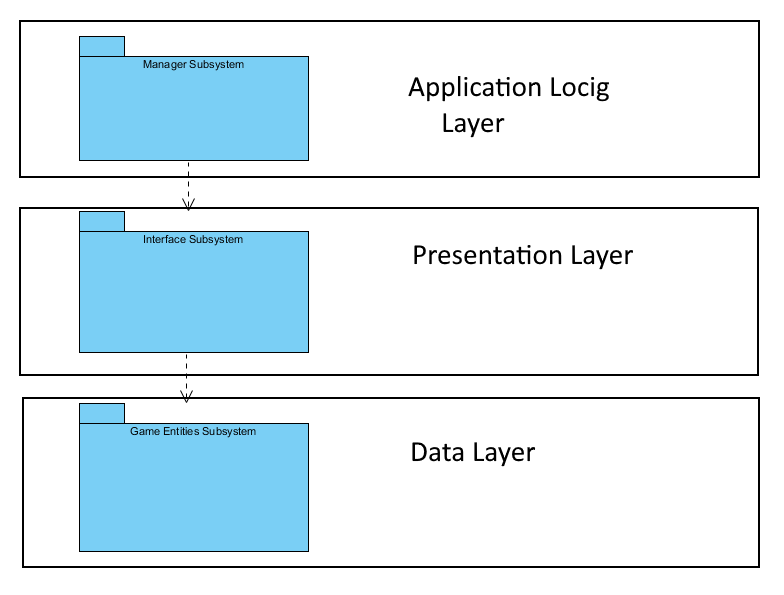 Manager Subsystem
Application Locig
Layer
Interface Subsystem
Presentation Layer
Game Entities Subsystem
Data Layer